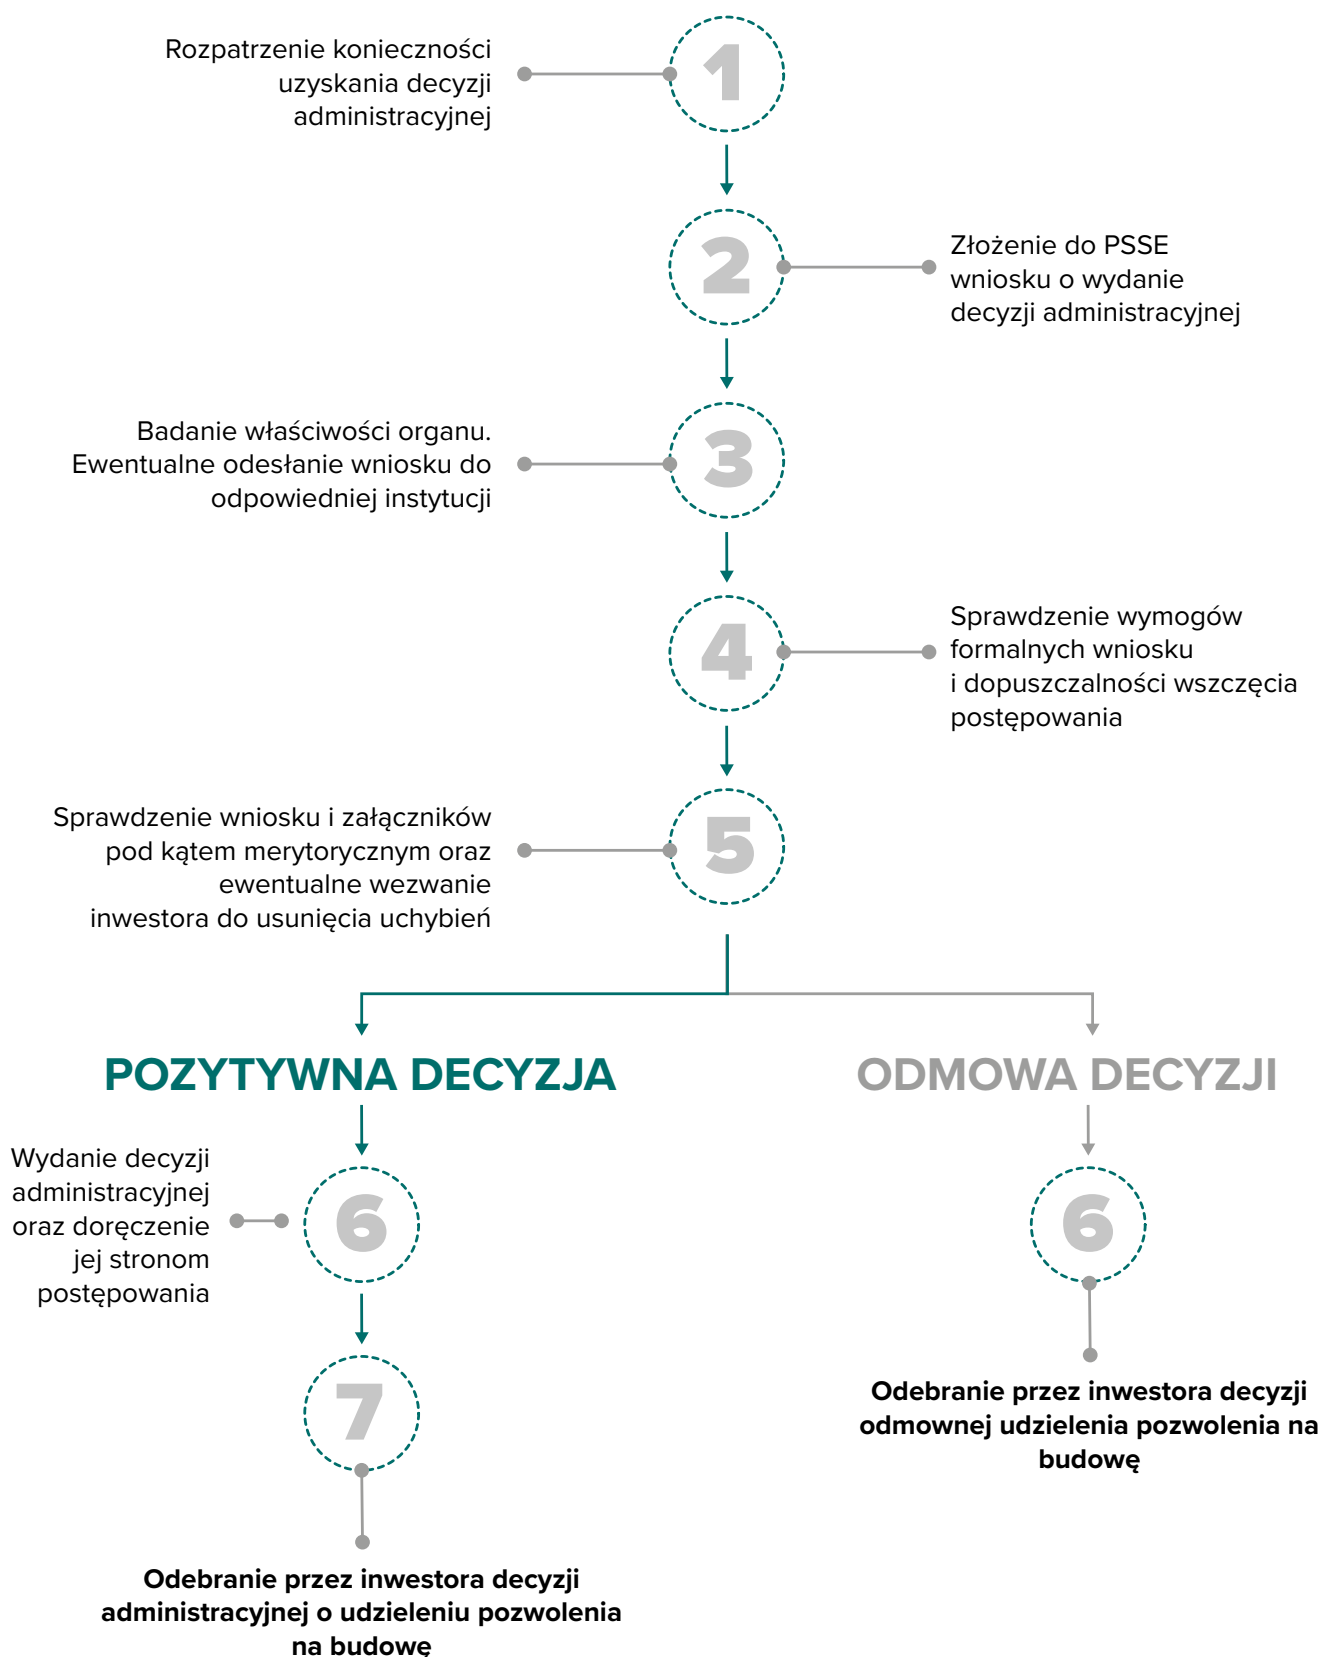 1
Rozpatrzenie konieczności
uzyskania decyzji
administracyjnej
2
Złożenie do PSSE
wniosku o wydanie
decyzji administracyjnej
3
Badanie właściwości organu.
Ewentualne odesłanie wniosku do
odpowiedniej instytucji
4
Sprawdzenie wymogów
formalnych wniosku
i dopuszczalności wszczęcia
postępowania
5
Sprawdzenie wniosku i załączników
pod kątem merytorycznym oraz
ewentualne wezwanie
inwestora do usunięcia uchybień
POZYTYWNA DECYZJA
6
Wydanie decyzji
administracyjnej
oraz doręczenie
jej stronom
postępowania
7
Odebranie przez inwestora decyzji
administracyjnej o udzieleniu pozwolenia
na budowę
ODMOWA DECYZJI
6
Odebranie przez inwestora decyzji
odmownej udzielenia pozwolenia na
budowę